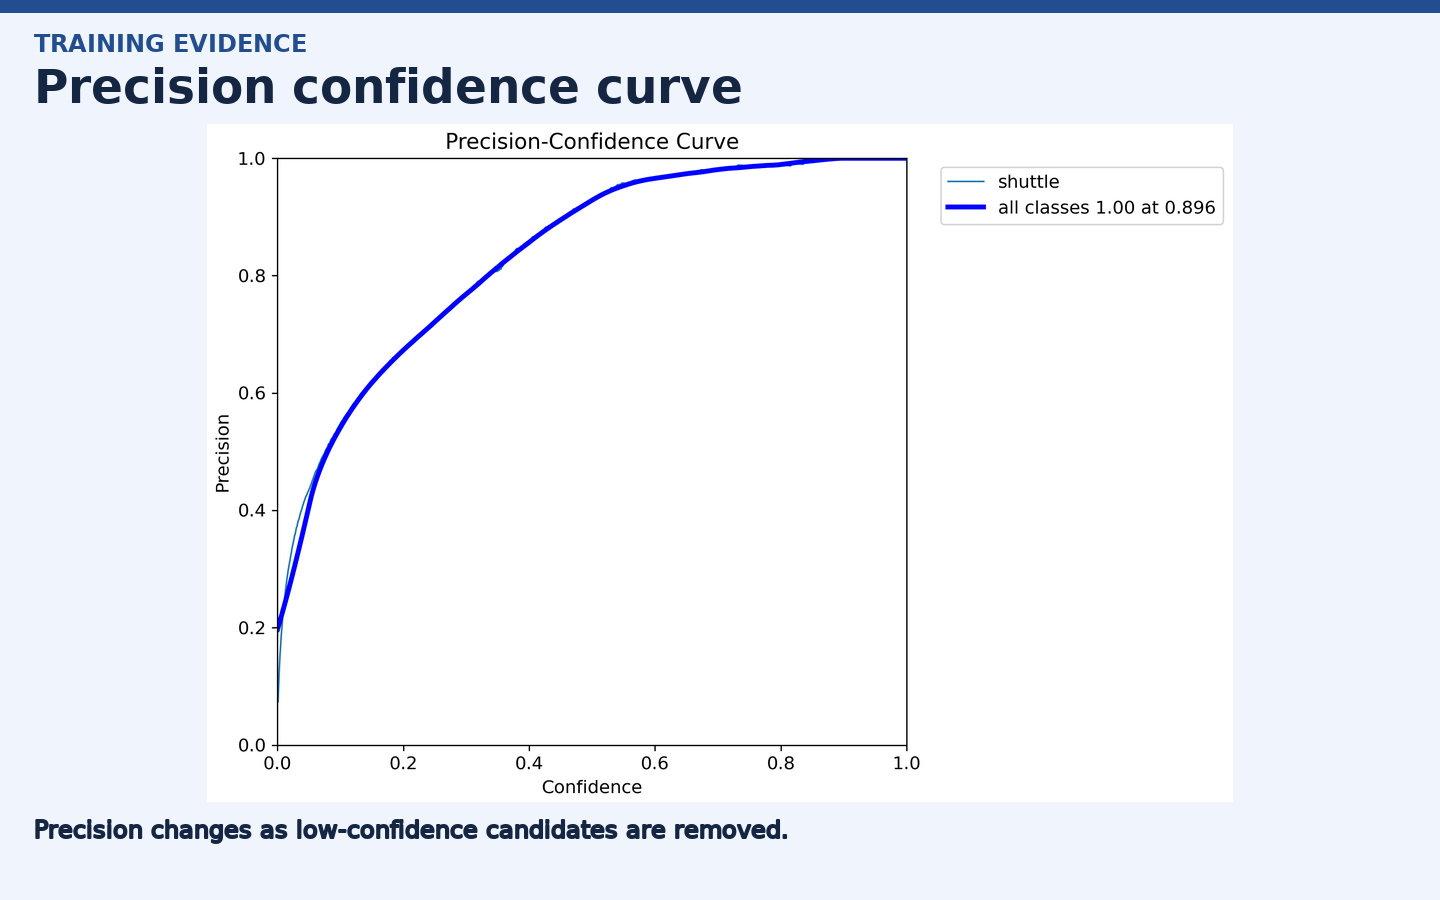 TRAINING EVIDENCE
Precision confidence curve
Precision-Confidence Curve
1.0
0.8
0.6
0.4
0.2
0.0
Precision
0.0 0.2 0.4 0.6 0.8 1.0
Confidence
shuttle
all classes 1.00 at 0.896
Precision changes as low-confidence candidates are removed.